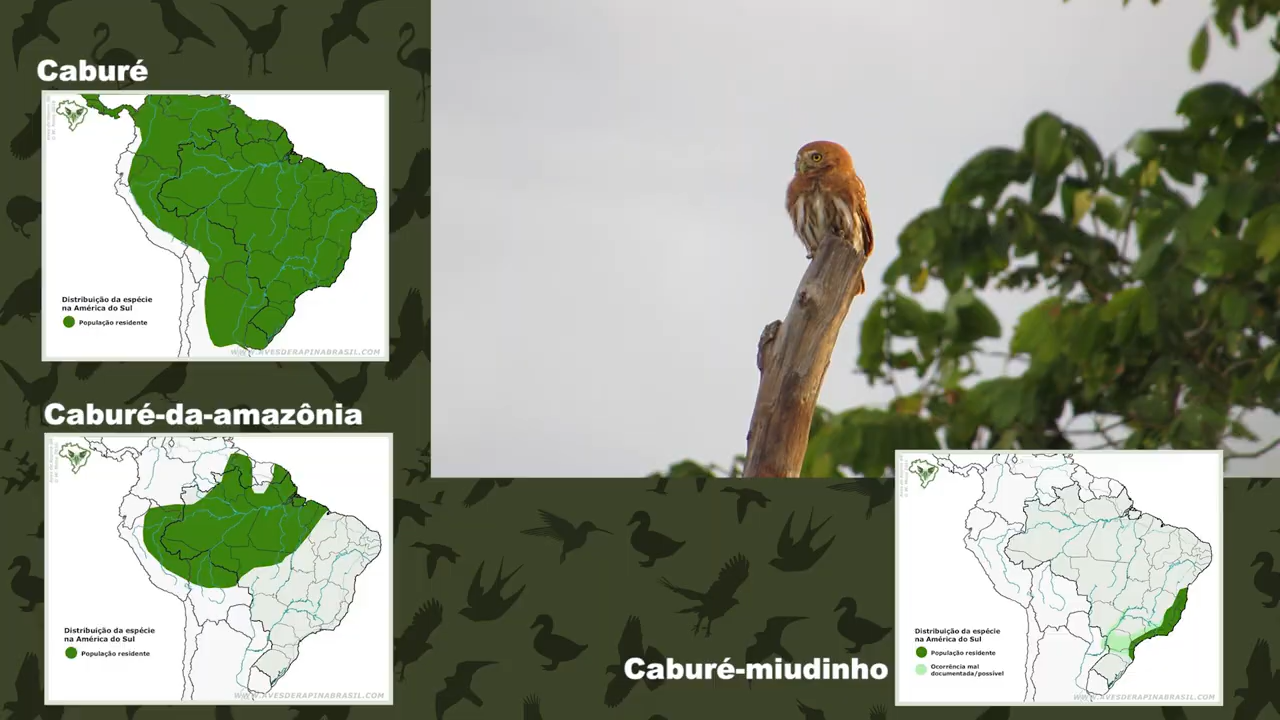 Caburé
Distribuição da espécie
na América do Sul
População residente
WWW.AVESDERAPINABRASIL.COM
Caburé-da-amazônia
Distribuição da espécie
na América do Sul
População residente
WWW.AVESDERAPINABRASIL.COM
Caburé-miudinho
Distribuição da espécie
na América do Sul
População residente
Ocorrência mal
documentada/possível
WWW.AVESDERAPINABRASIL.COM